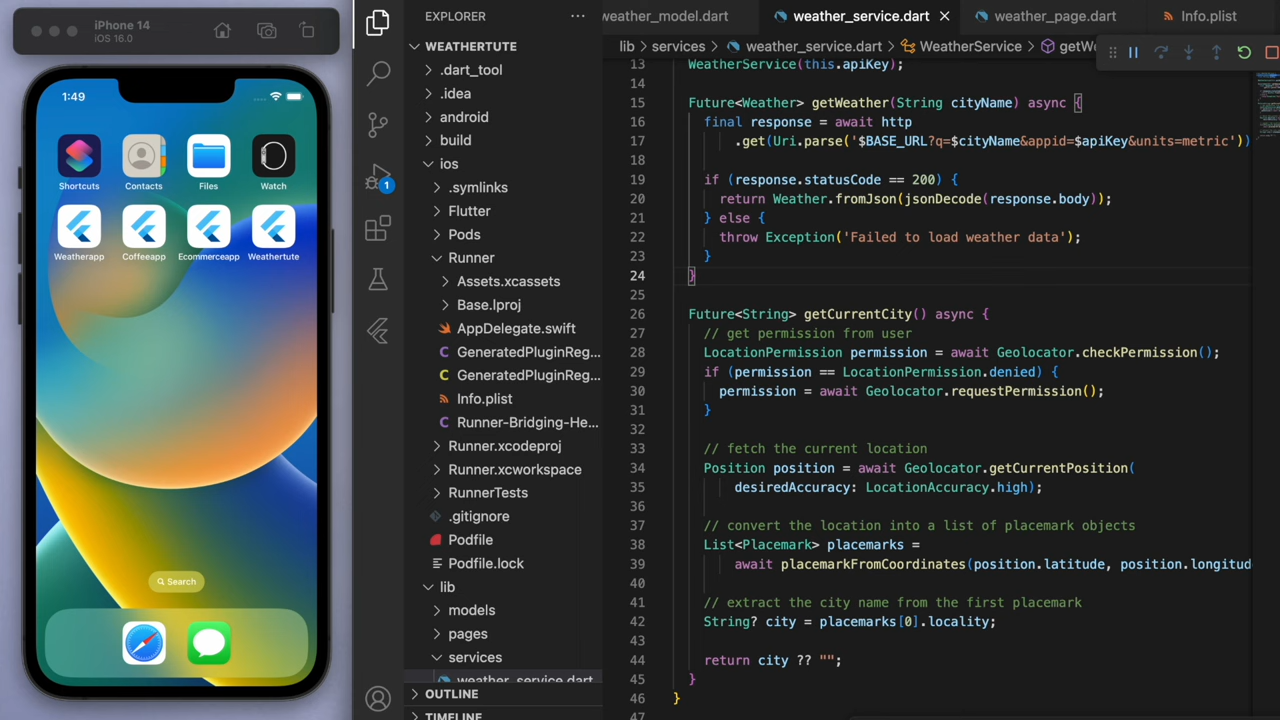 iPhone 14
iOS 16.0
1:49
Shortcuts
Contacts
Files
Watch
Weatherapp
Coffeeapp
Ecommerceapp
Weathertute
Search
EXPLORER
WEATHERTUTE
.dart_tool
.idea
android
build
ios
.symlinks
Flutter
Pods
Runner
Assets.xcassets
Base.lproj
AppDelegate.swift
C GeneratedPluginReg...
C GeneratedPluginReg...
Info.plist
C Runner-Bridging-He...
Runner.xcodeproj
Runner.xcworkspace
RunnerTests
.gitignore
Podfile
Podfile.lock
lib
models
pages
services
weather_service.dart
OUTLINE
TIMELINE
1
weather_model.dart
weather_service.dart
weather_page.dart
Info.plist
lib > services > weather_service.dart > WeatherService > getW
13 WeatherService(this.apiKey);
14
15 Future<Weather> getWeather(String cityName) async {
16 final response = await http
17 .get(Uri.parse('$BASE_URL?q=$cityName&appid=$apiKey&units=metric'))
18
19 if (response.statusCode == 200) {
20 return Weather.fromJson(jsonDecode(response.body));
21 } else {
22 throw Exception('Failed to load weather data');
23 }
24 }
25
26 Future<String> getCurrentCity() async {
27 // get permission from user
28 LocationPermission permission = await Geolocator.checkPermission();
29 if (permission == LocationPermission.denied) {
30 permission = await Geolocator.requestPermission();
31 }
32
33 // fetch the current location
34 Position position = await Geolocator.getCurrentPosition(
35 desiredAccuracy: LocationAccuracy.high);
36
37 // convert the location into a list of placemark objects
38 List<Placemark> placemarks =
39 await placemarkFromCoordinates(position.latitude, position.longitud
40
41 // extract the city name from the first placemark
42 String? city = placemarks[0].locality;
43
44 return city ?? "";
45 }
46 }
47